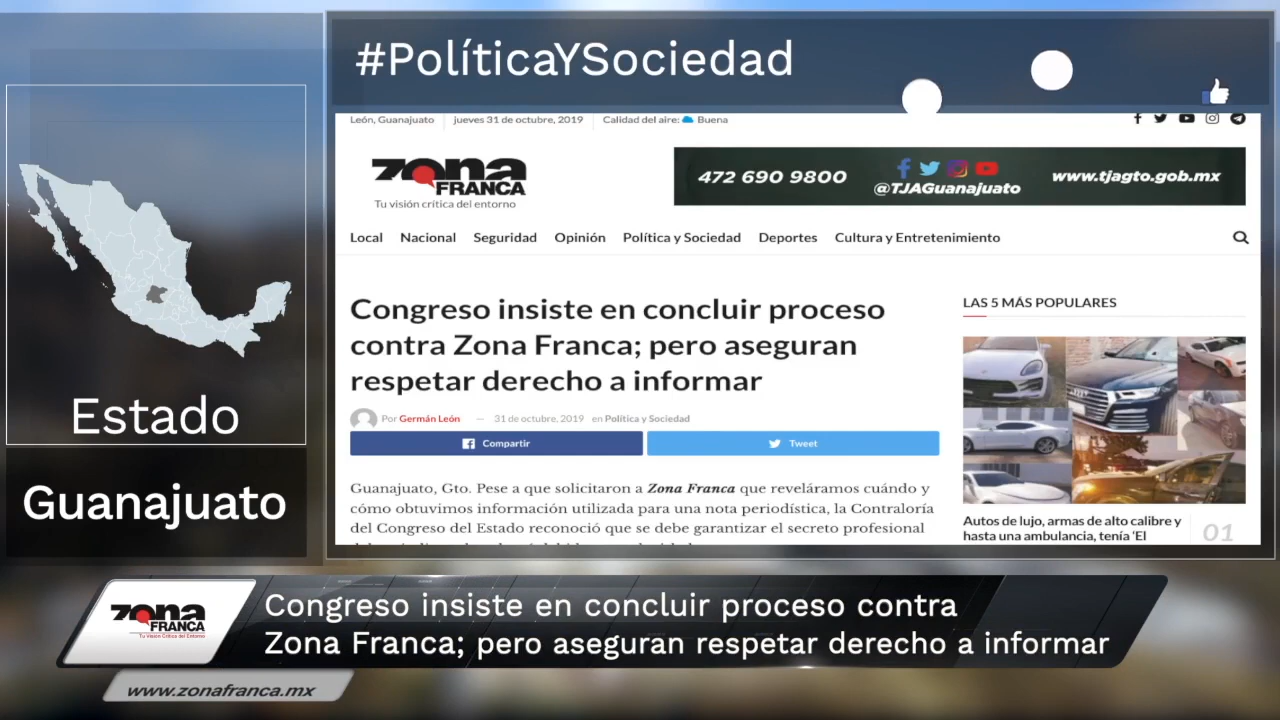 #PolíticaYSociedad
León, Guanajuato
jueves 31 de octubre, 2019
Calidad del aire: Buena
ZONA
FRANCA
Tu visión crítica del entorno
472 690 9800
@TJAGuanajuato
www.tjagto.gob.mx
Local Nacional Seguridad Opinión Política y Sociedad Deportes Cultura y Entretenimiento
Congreso insiste en concluir proceso
contra Zona Franca; pero aseguran
respetar derecho a informar
Por Germán León — 31 de octubre, 2019 en Política y Sociedad
Compartir
Tweet
Guanajuato, Gto. Pese a que solicitaron a Zona Franca que reveláramos cuándo y
cómo obtuvimos información utilizada para una nota periodística, la Contraloría
del Congreso del Estado reconoció que se debe garantizar el secreto profesional
LAS 5 MÁS POPULARES
Autos de lujo, armas de alto calibre y
hasta una ambulancia, tenía 'El
01
Estado
Guanajuato
ZONA
FRANCA
Tu Visión Crítica del Entorno
Congreso insiste en concluir proceso contra
Zona Franca; pero aseguran respetar derecho a informar
www.zonafranca.mx